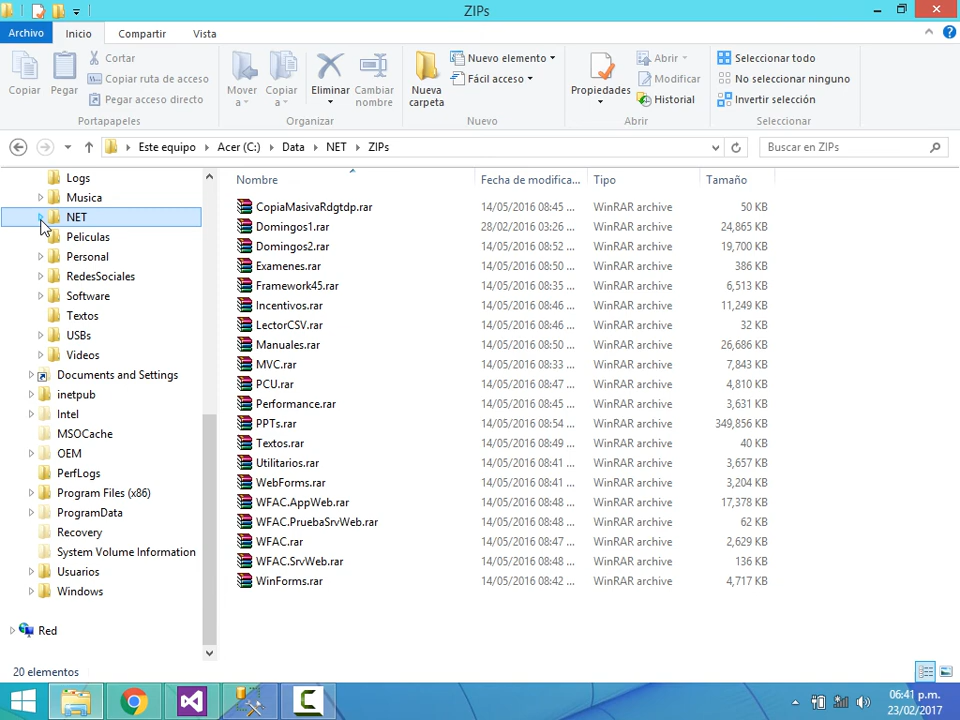 ZIPs
Archivo Inicio Compartir Vista
Copiar
Pegar
Cortar
Copiar ruta de acceso
Pegar acceso directo
Portapapeles
Mover a
Copiar a
Eliminar
Cambiar nombre
Organizar
Nueva carpeta
Nuevo elemento
Fácil acceso
Nuevo
Propiedades
Abrir
Modificar
Historial
Abrir
Seleccionar todo
No seleccionar ninguno
Invertir selección
Seleccionar
Este equipo Acer (C:) Data NET ZIPs
Buscar en ZIPs
Logs
Musica
NET
Peliculas
Personal
RedesSociales
Software
Textos
USBs
Videos
Documents and Settings
inetpub
Intel
MSOCache
OEM
PerfLogs
Program Files (x86)
ProgramData
Recovery
System Volume Information
Usuarios
Windows
Red
Nombre Fecha de modifica... Tipo Tamaño
CopiaMasivaRdgtdp.rar 14/05/2016 08:45 ... WinRAR archive 50 KB
Domingos1.rar 28/02/2016 03:26 ... WinRAR archive 24,865 KB
Domingos2.rar 14/05/2016 08:52 ... WinRAR archive 19,700 KB
Examenes.rar 14/05/2016 08:50 ... WinRAR archive 386 KB
Framework45.rar 14/05/2016 08:35 ... WinRAR archive 6,513 KB
Incentivos.rar 14/05/2016 08:46 ... WinRAR archive 11,249 KB
LectorCSV.rar 14/05/2016 08:46 ... WinRAR archive 32 KB
Manuales.rar 14/05/2016 08:50 ... WinRAR archive 26,686 KB
MVC.rar 14/05/2016 08:33 ... WinRAR archive 7,843 KB
PCU.rar 14/05/2016 08:47 ... WinRAR archive 4,810 KB
Performance.rar 14/05/2016 08:45 ... WinRAR archive 3,631 KB
PPTs.rar 14/05/2016 08:54 ... WinRAR archive 349,856 KB
Textos.rar 14/05/2016 08:49 ... WinRAR archive 40 KB
Utilitarios.rar 14/05/2016 08:41 ... WinRAR archive 3,657 KB
WebForms.rar 14/05/2016 08:41 ... WinRAR archive 3,204 KB
WFAC.AppWeb.rar 14/05/2016 08:48 ... WinRAR archive 17,378 KB
WFAC.PruebaSrvWeb.rar 14/05/2016 08:48 ... WinRAR archive 62 KB
WFAC.rar 14/05/2016 08:47 ... WinRAR archive 2,629 KB
WFAC.SrvWeb.rar 14/05/2016 08:48 ... WinRAR archive 136 KB
WinForms.rar 14/05/2016 08:42 ... WinRAR archive 4,717 KB
20 elementos
06:41 p.m.
23/02/2017